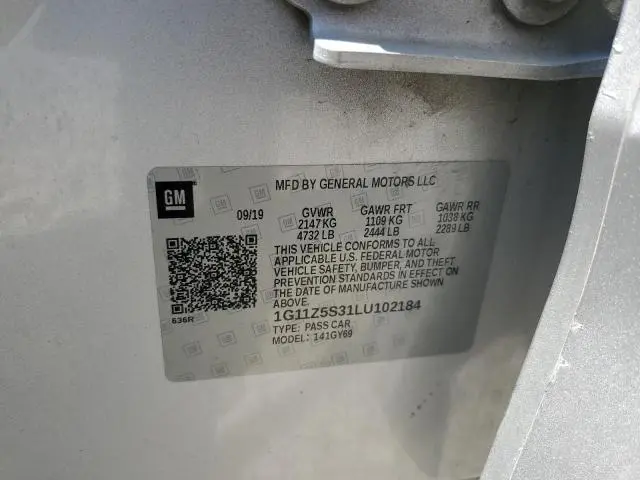 GM
MFD BY GENERAL MOTORS LLC
09/19 GVWR GAWR FRT GAWR RR
2147 KG 1109 KG 1038 KG
4732 LB 2444 LB 2289 LB
THIS VEHICLE CONFORMS TO ALL
APPLICABLE U.S. FEDERAL MOTOR
VEHICLE SAFETY, BUMPER, AND THEFT
PREVENTION STANDARDS IN EFFECT ON
THE DATE OF MANUFACTURE SHOWN
ABOVE.
1G11Z5S31LU102184
TYPE: PASS CAR
MODEL: 141GY69
636R